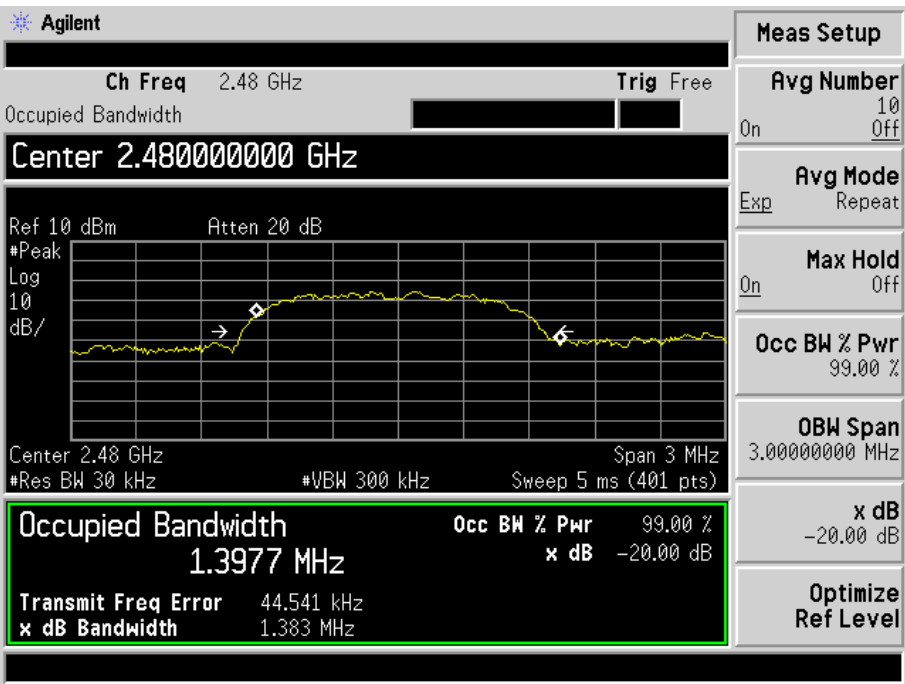 Agilent
Meas Setup
Ch Freq 2.48 GHz Trig Free
Occupied Bandwidth
Center 2.480000000 GHz
Ref 10 dBm Atten 20 dB
#Peak
Log
10
dB/
Center 2.48 GHz Span 3 MHz
#Res BW 30 kHz #VBW 300 kHz Sweep 5 ms (401 pts)
Occupied Bandwidth
1.3977 MHz
Occ BW % Pwr 99.00 %
x dB -20.00 dB
Transmit Freq Error 44.541 kHz
x dB Bandwidth 1.383 MHz
Avg Number
10
On Off
Avg Mode
Exp Repeat
Max Hold
On Off
Occ BW % Pwr
99.00 %
OBW Span
3.00000000 MHz
x dB
-20.00 dB
Optimize
Ref Level